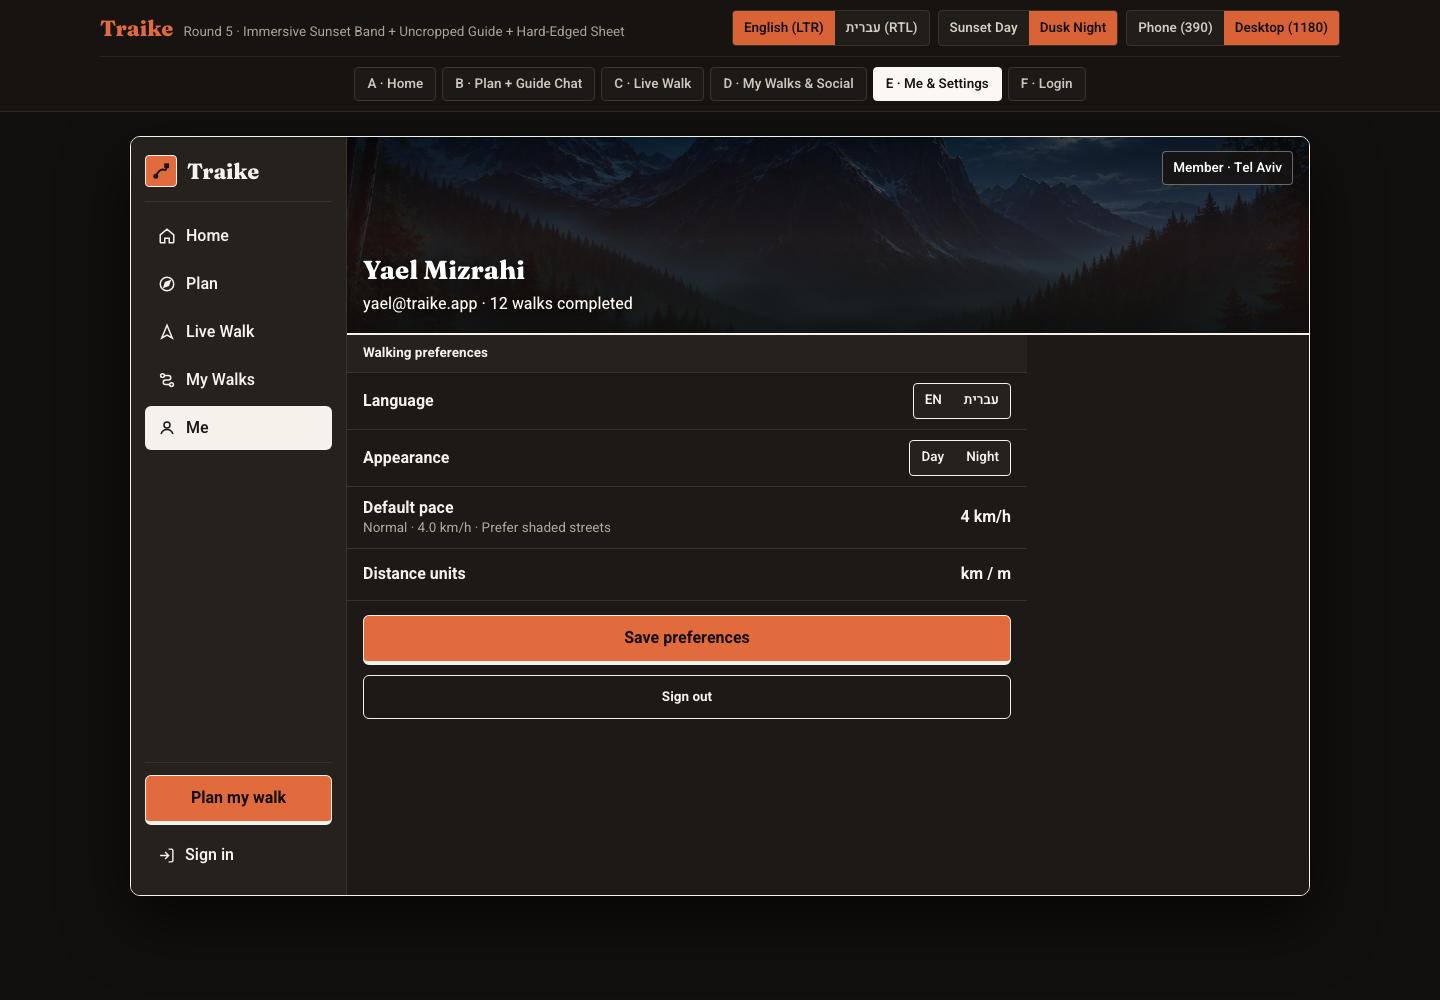 Traike Round 5 · Immersive Sunset Band + Uncropped Guide + Hard-Edged Sheet
English (LTR) עברית (RTL) Sunset Day Dusk Night Phone (390) Desktop (1180)
A · Home B · Plan + Guide Chat C · Live Walk D · My Walks & Social E · Me & Settings F · Login
Traike
Home
Plan
Live Walk
My Walks
Me
Plan my walk
Sign in
Member · Tel Aviv
Yael Mizrahi
yael@traike.app · 12 walks completed
Walking preferences
Language EN עברית
Appearance Day Night
Default pace
Normal · 4.0 km/h · Prefer shaded streets
4 km/h
Distance units km / m
Save preferences
Sign out